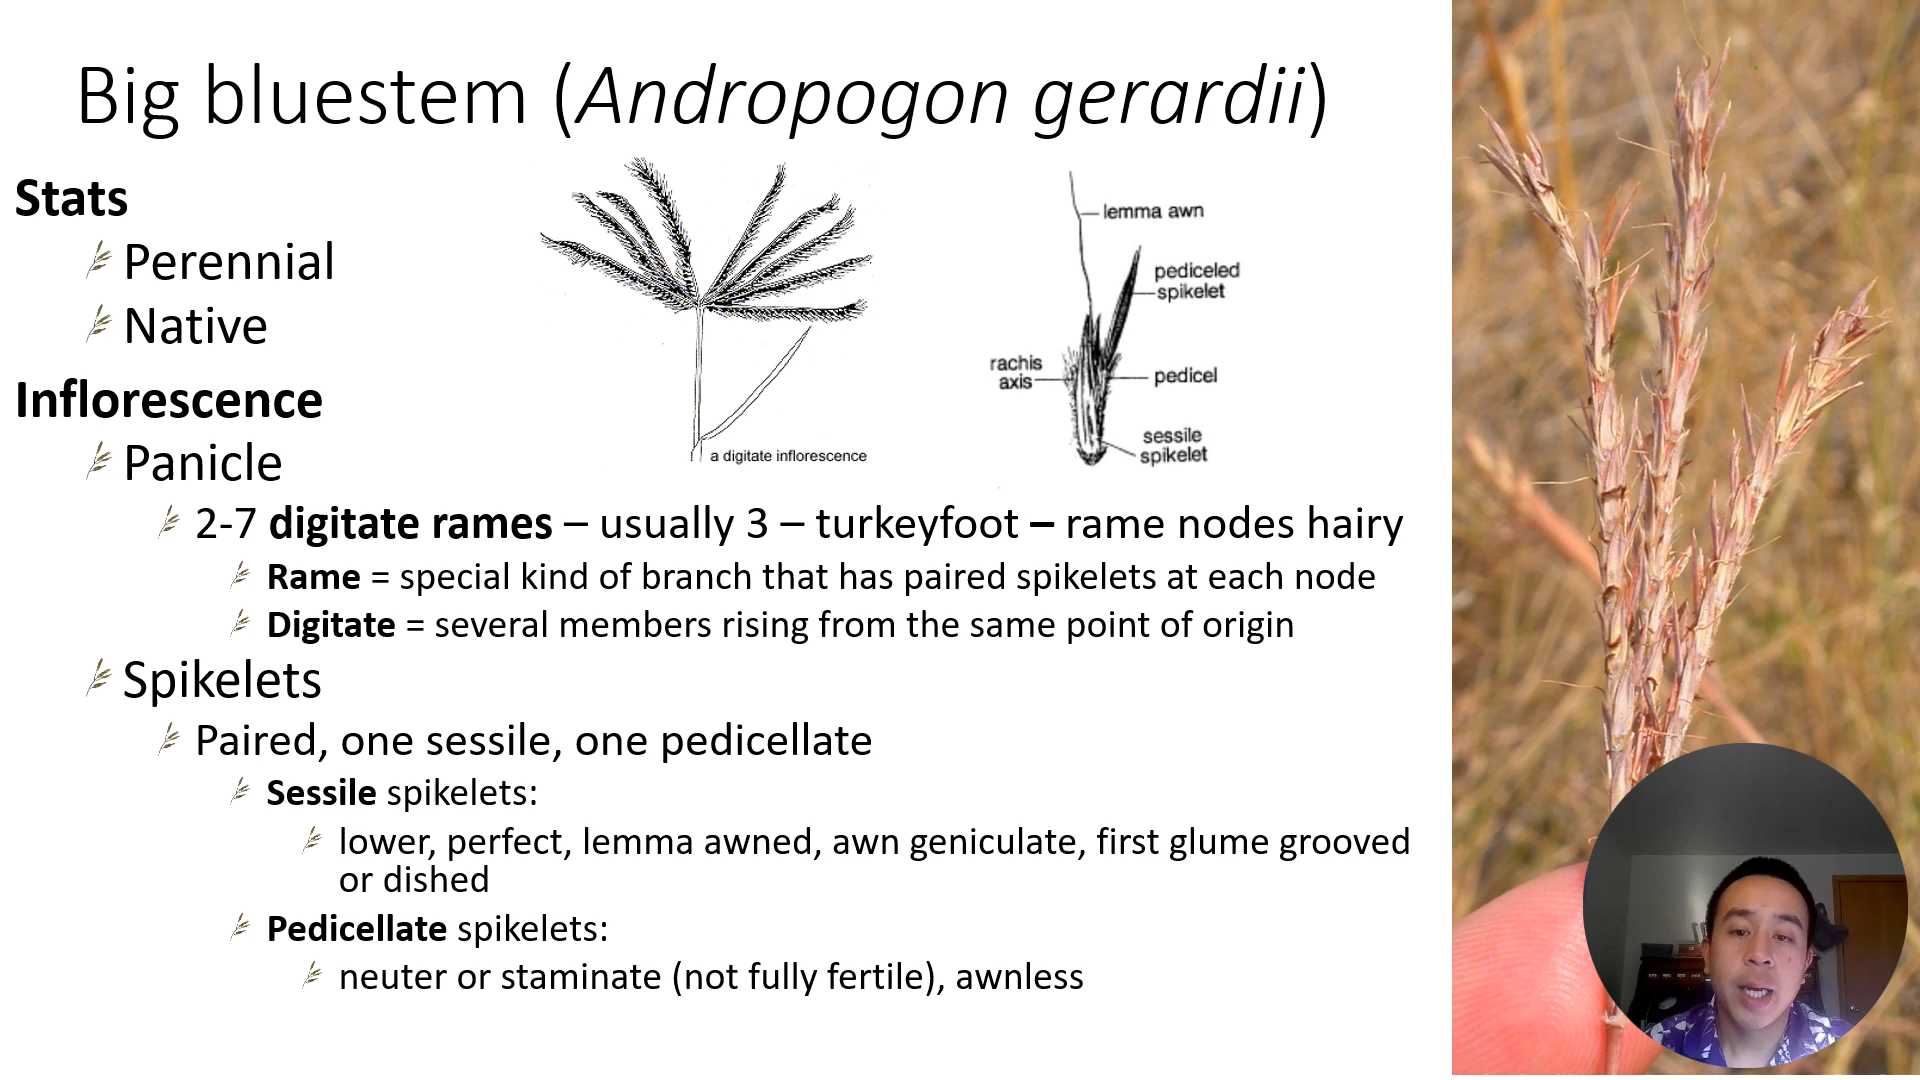 Big bluestem (Andropogon gerardii)
Stats
Perennial
Native
Inflorescence
Panicle
2-7 digitate rames – usually 3 – turkeyfoot – rame nodes hairy
Rame = special kind of branch that has paired spikelets at each node
Digitate = several members rising from the same point of origin
Spikelets
Paired, one sessile, one pedicellate
Sessile spikelets:
lower, perfect, lemma awned, awn geniculate, first glume grooved
or dished
Pedicellate spikelets:
neuter or staminate (not fully fertile), awnless
a digitate inflorescence
lemma awn
pediceled
spikelet
rachis
axis
pedicel
sessile
spikelet